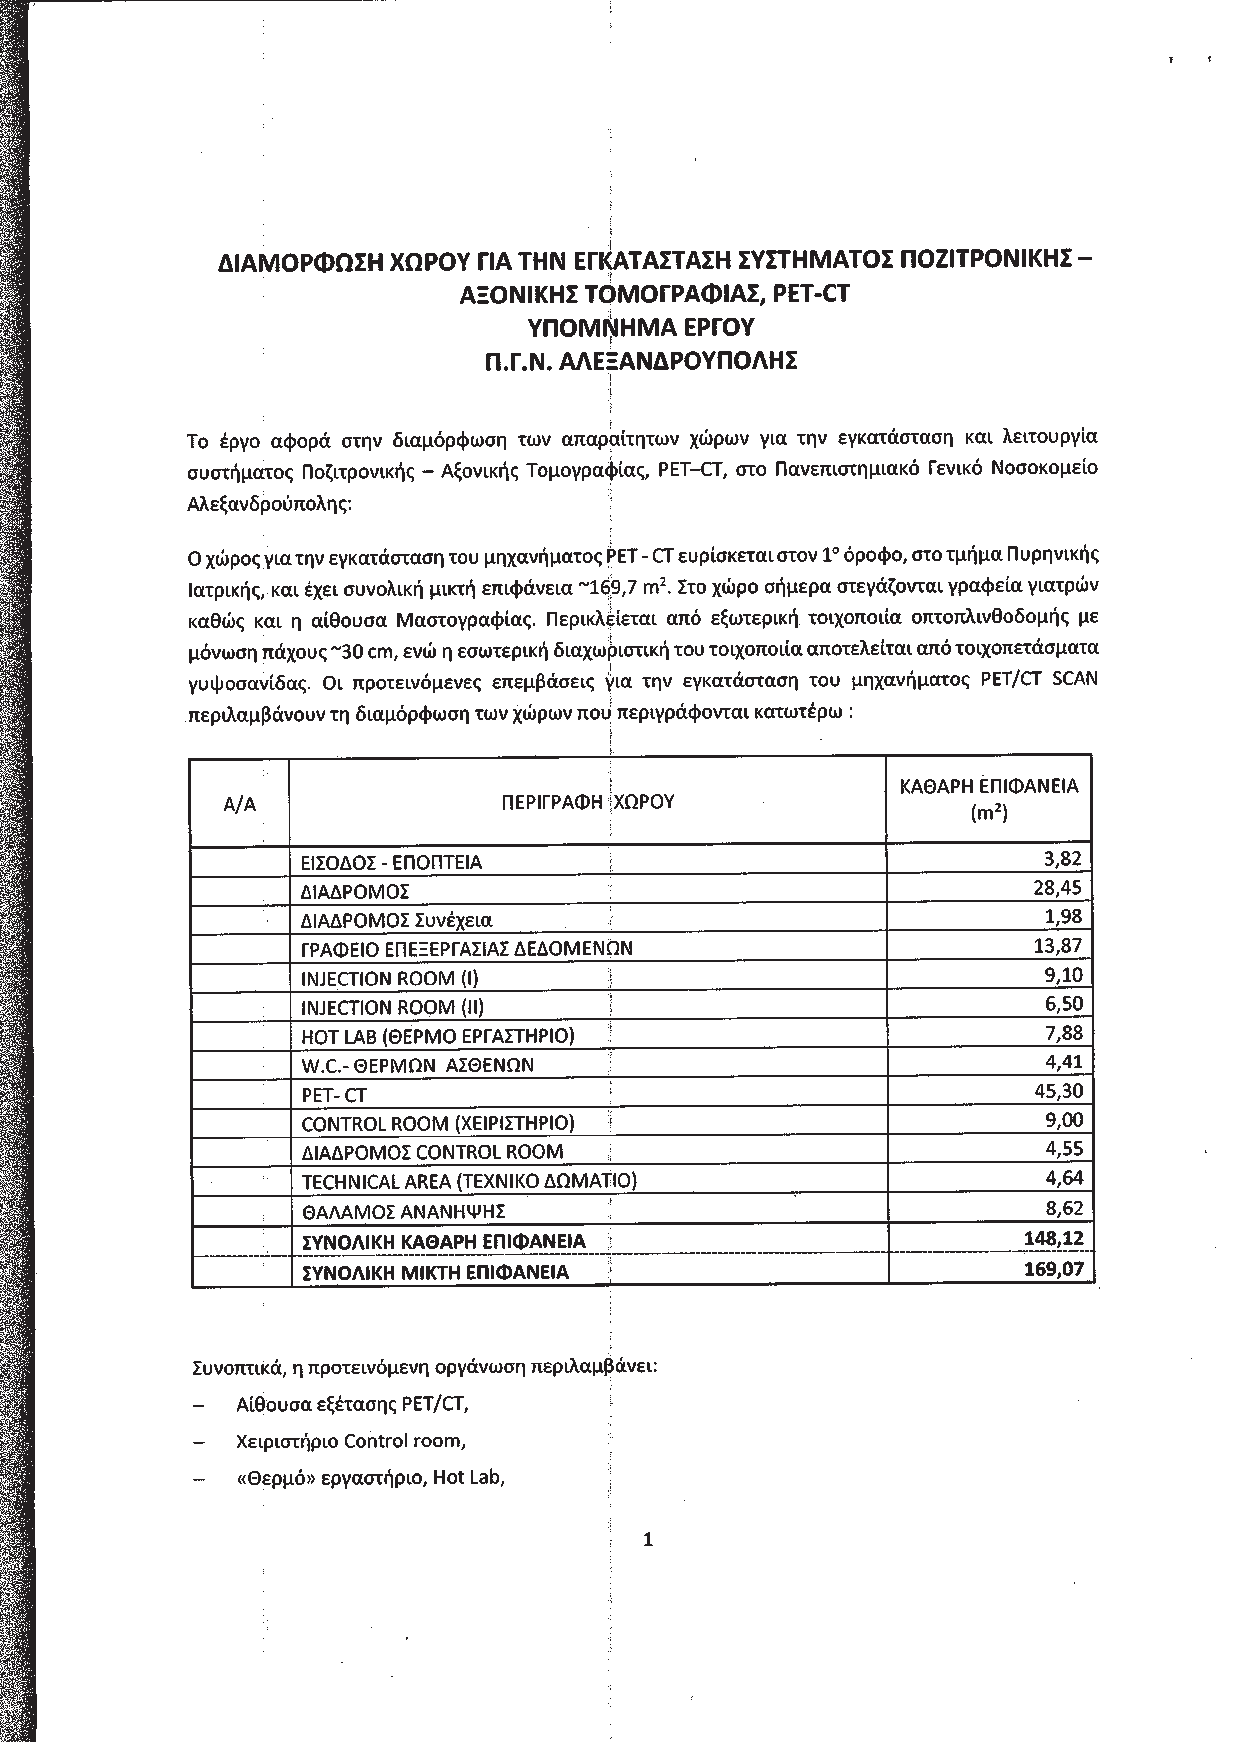 ΔΙΑΜΟΡΦΩΣΗ ΧΩΡΟΥ ΓΙΑ ΤΗΝ ΕΓΚΑΤΑΣΤΑΣΗ ΣΥΣΤΗΜΑΤΟΣ ΠΟΖΙΤΡΟΝΙΚΗΣ –
ΑΞΟΝΙΚΗΣ ΤΟΜΟΓΡΑΦΙΑΣ, PET-CT
ΥΠΟΜΝΗΜΑ ΕΡΓΟΥ
Π.Γ.Ν. ΑΛΕΞΑΝΔΡΟΥΠΟΛΗΣ
Το έργο αφορά στην διαμόρφωση των απαραίτητων χώρων για την εγκατάσταση και λειτουργία
συστήματος Ποζιτρονικής – Αξονικής Τομογραφίας, PET–CT, στο Πανεπιστημιακό Γενικό Νοσοκομείο
Αλεξανδρούπολης:
Ο χώρος για την εγκατάσταση του μηχανήματος PET - CT ευρίσκεται στον 1° όροφο, στο τμήμα Πυρηνικής
Ιατρικής, και έχει συνολική μικτή επιφάνεια ~169,7 m². Στο χώρο σήμερα στεγάζονται γραφεία γιατρών
καθώς και η αίθουσα Μαστογραφίας. Περικλείεται από εξωτερική τοιχοποιία οπτοπλινθοδομής με
μόνωση πάχους ~30 cm, ενώ η εσωτερική διαχωριστική του τοιχοποιία αποτελείται από τοιχοπετάσματα
γυψοσανίδας. Οι προτεινόμενες επεμβάσεις για την εγκατάσταση του μηχανήματος PET/CT SCAN
περιλαμβάνουν τη διαμόρφωση των χώρων που περιγράφονται κατωτέρω :
Α/Α ΠΕΡΙΓΡΑΦΗ ΧΩΡΟΥ ΚΑΘΑΡΗ ΕΠΙΦΑΝΕΙΑ
(m²)
ΕΙΣΟΔΟΣ - ΕΠΟΠΤΕΙΑ 3,82
ΔΙΑΔΡΟΜΟΣ 28,45
ΔΙΑΔΡΟΜΟΣ Συνέχεια 1,98
ΓΡΑΦΕΙΟ ΕΠΕΞΕΡΓΑΣΙΑΣ ΔΕΔΟΜΕΝΩΝ 13,87
INJECTION ROOM (I) 9,10
INJECTION ROOM (II) 6,50
HOT LAB (ΘΕΡΜΟ ΕΡΓΑΣΤΗΡΙΟ) 7,88
W.C.- ΘΕΡΜΩΝ ΑΣΘΕΝΩΝ 4,41
PET- CT 45,30
CONTROL ROOM (ΧΕΙΡΙΣΤΗΡΙΟ) 9,00
ΔΙΑΔΡΟΜΟΣ CONTROL ROOM 4,55
TECHNICAL AREA (ΤΕΧΝΙΚΟ ΔΩΜΑΤΙΟ) 4,64
ΘΑΛΑΜΟΣ ΑΝΑΝΗΨΗΣ 8,62
ΣΥΝΟΛΙΚΗ ΚΑΘΑΡΗ ΕΠΙΦΑΝΕΙΑ 148,12
ΣΥΝΟΛΙΚΗ ΜΙΚΤΗ ΕΠΙΦΑΝΕΙΑ 169,07
Συνοπτικά, η προτεινόμενη οργάνωση περιλαμβάνει:
– Αίθουσα εξέτασης PET/CT,
– Χειριστήριο Control room,
– «Θερμό» εργαστήριο, Hot Lab,
1